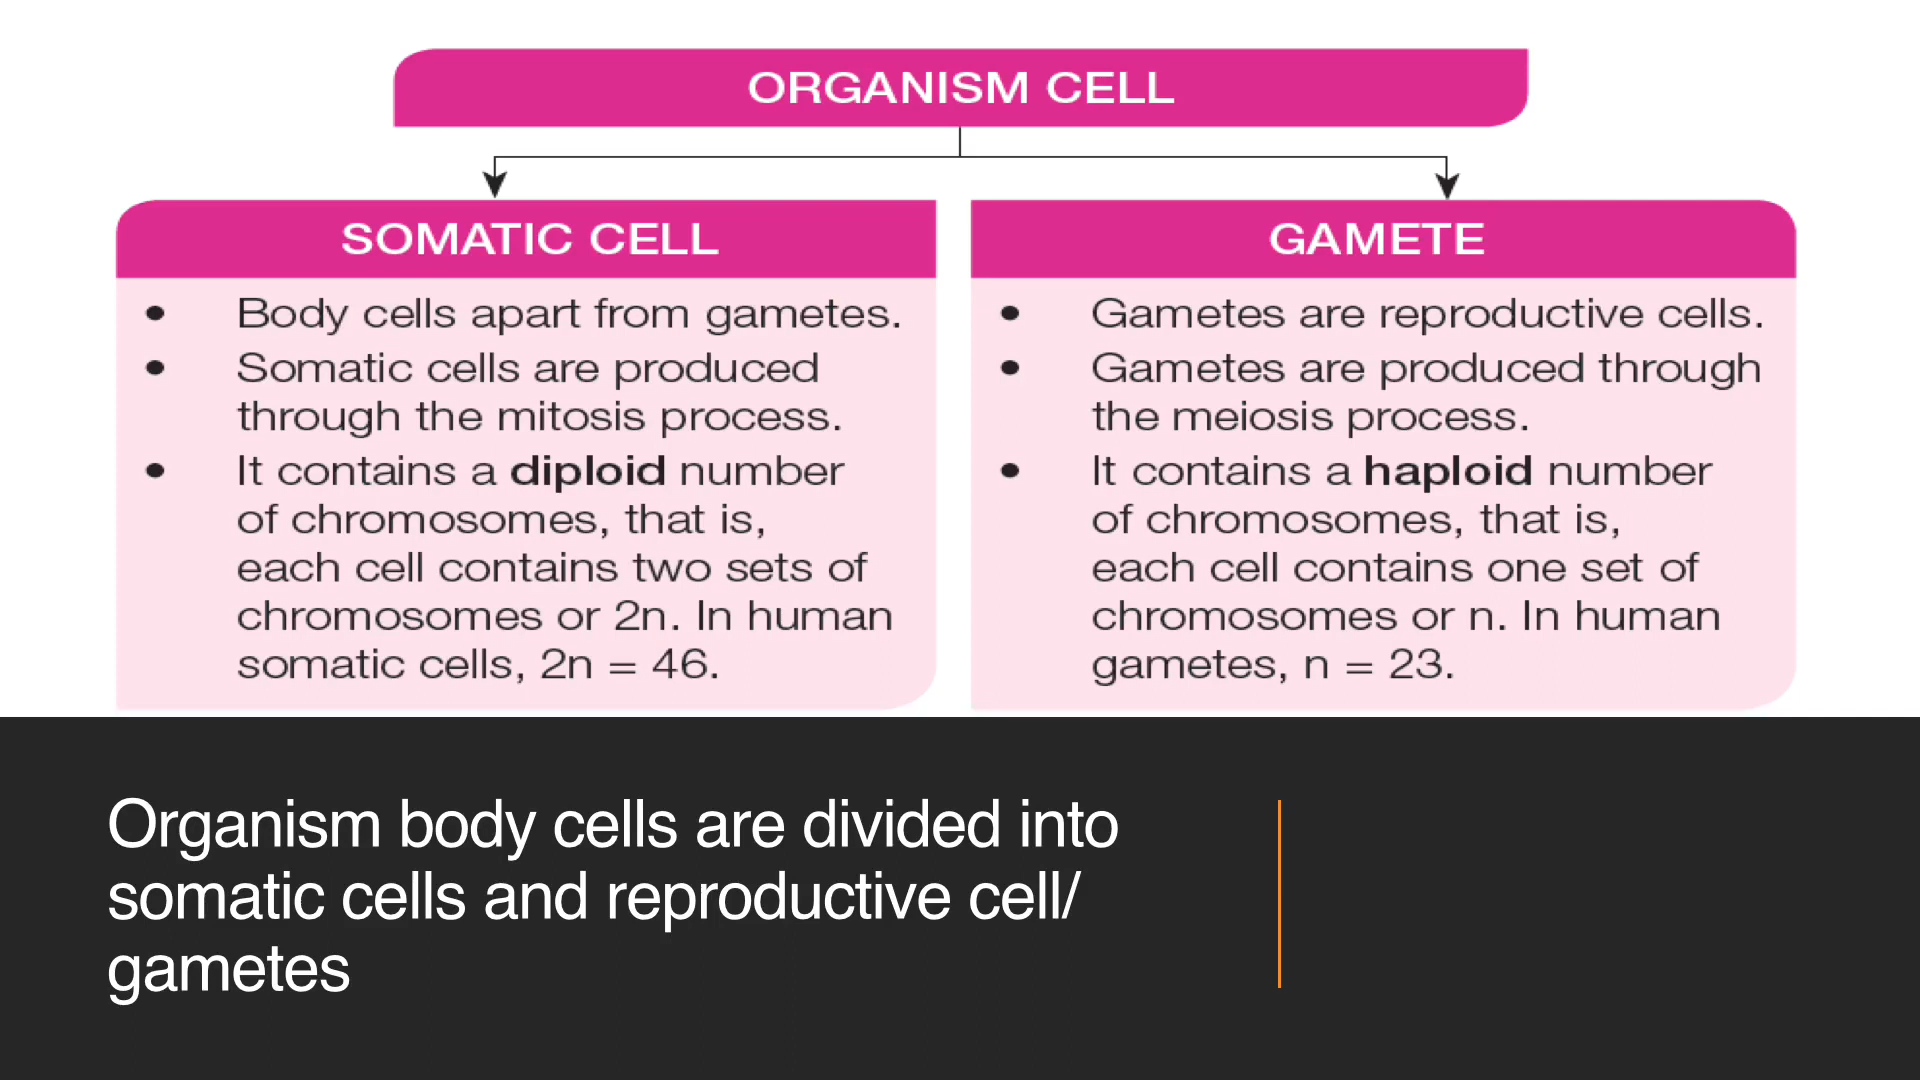 ORGANISM CELL
SOMATIC CELL
• Body cells apart from gametes.
• Somatic cells are produced
through the mitosis process.
• It contains a diploid number
of chromosomes, that is,
each cell contains two sets of
chromosomes or 2n. In human
somatic cells, 2n = 46.
GAMETE
• Gametes are reproductive cells.
• Gametes are produced through
the meiosis process.
• It contains a haploid number
of chromosomes, that is,
each cell contains one set of
chromosomes or n. In human
gametes, n = 23.
Organism body cells are divided into
somatic cells and reproductive cell/
gametes